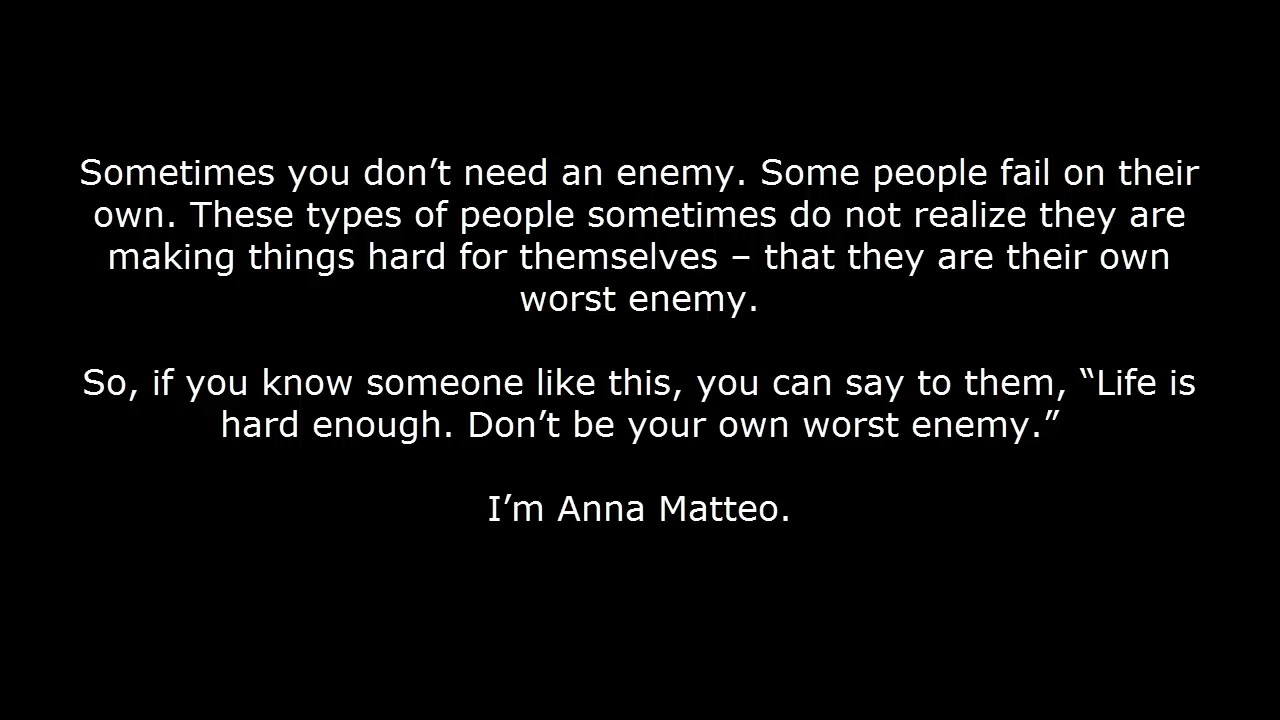 Sometimes you don’t need an enemy. Some people fail on their
own. These types of people sometimes do not realize they are
making things hard for themselves – that they are their own
worst enemy.
So, if you know someone like this, you can say to them, “Life is
hard enough. Don’t be your own worst enemy.”
I’m Anna Matteo.